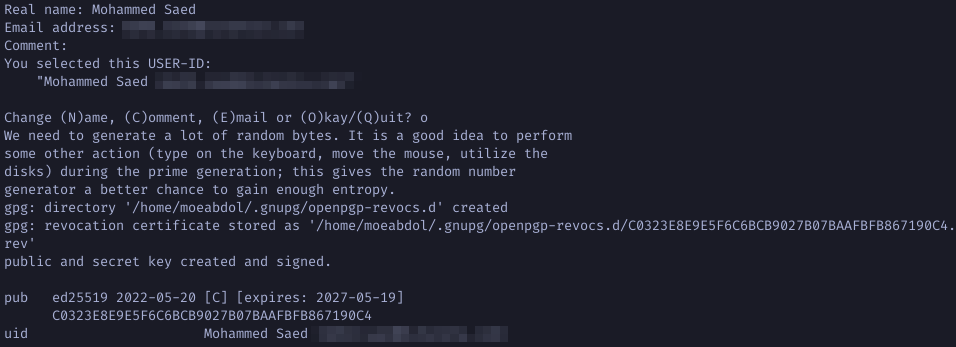 Real name: Mohammed Saed
Email address:
Comment:
You selected this USER-ID:
"Mohammed Saed
Change (N)ame, (C)omment, (E)mail or (O)kay/(Q)uit? o
We need to generate a lot of random bytes. It is a good idea to perform
some other action (type on the keyboard, move the mouse, utilize the
disks) during the prime generation; this gives the random number
generator a better chance to gain enough entropy.
gpg: directory '/home/moeabdol/.gnupg/openpgp-revocs.d' created
gpg: revocation certificate stored as '/home/moeabdol/.gnupg/openpgp-revocs.d/C0323E8E9E5F6C6BCB9027B07BAAFBFB867190C4.
rev'
public and secret key created and signed.
pub   ed25519 2022-05-20 [C] [expires: 2027-05-19]
C0323E8E9E5F6C6BCB9027B07BAAFBFB867190C4
uid                      Mohammed Saed